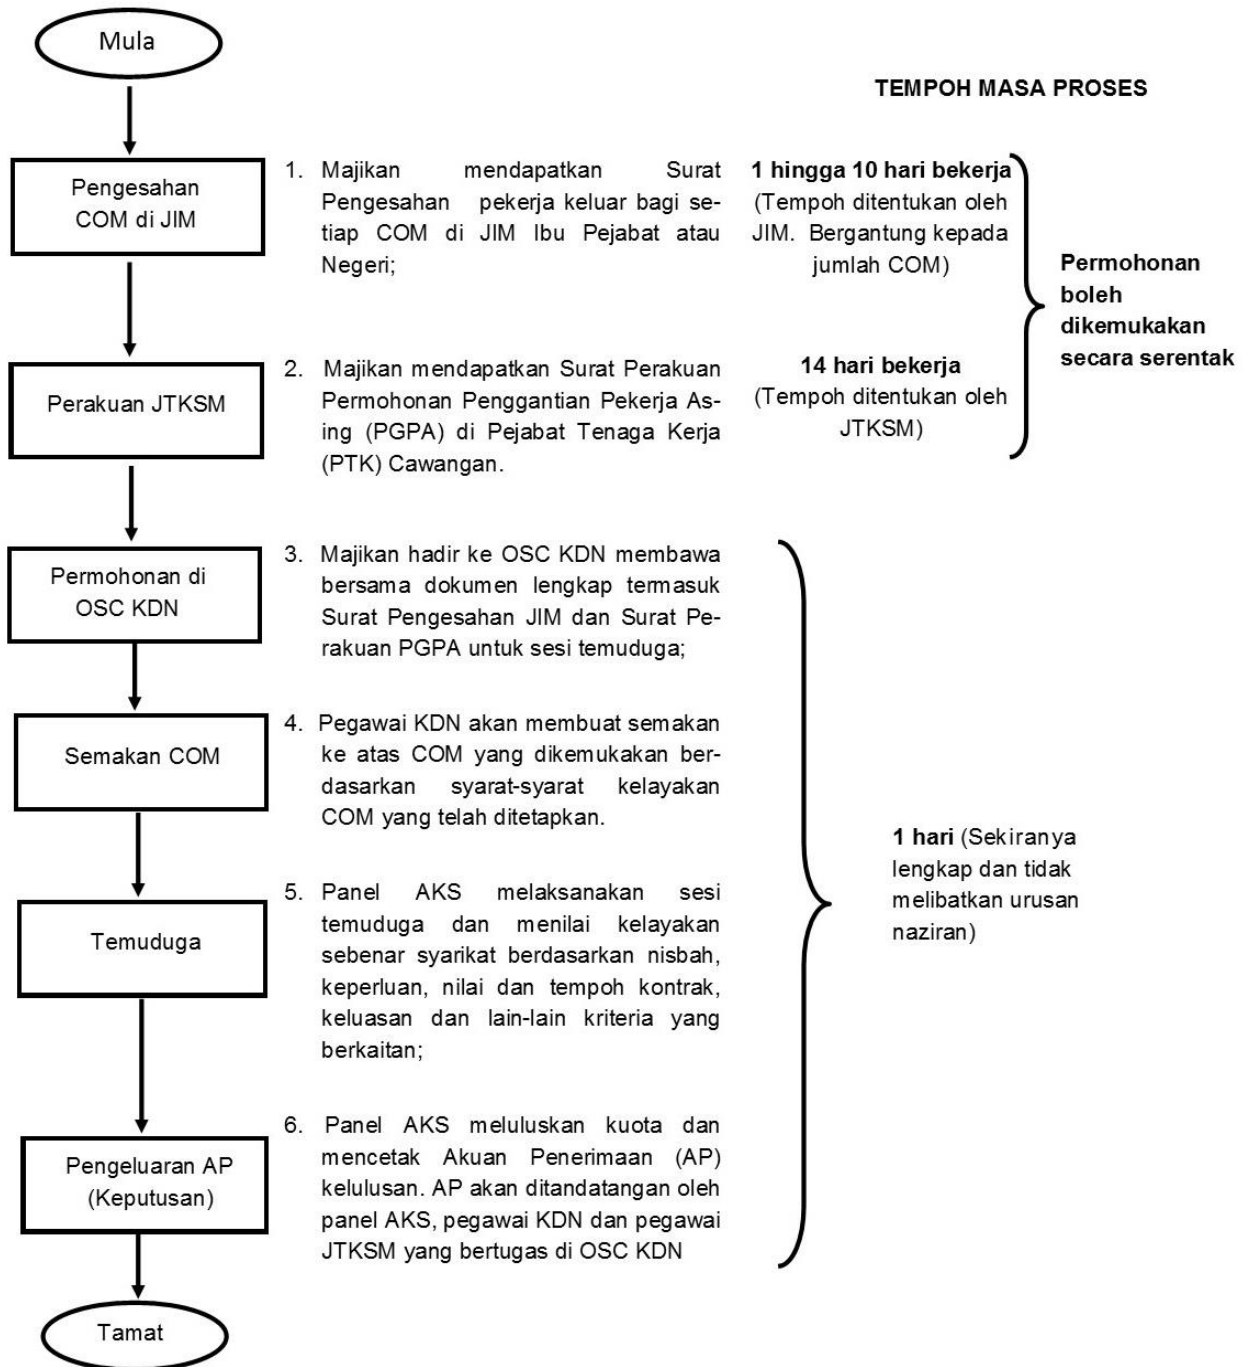 Mula
TEMPOH MASA PROSES
Pengesahan
COM di JIM
1. Majikan mendapatkan Surat
Pengesahan pekerja keluar bagi se-
tiap COM di JIM Ibu Pejabat atau
Negeri;
1 hingga 10 hari bekerja
(Tempoh ditentukan oleh
JIM. Bergantung kepada
jumlah COM)
Permohonan
boleh
dikemukakan
secara serentak
Perakuan JTKSM
2. Majikan mendapatkan Surat Perakuan
Permohonan Penggantian Pekerja As-
ing (PGPA) di Pejabat Tenaga Kerja
(PTK) Cawangan.
14 hari bekerja
(Tempoh ditentukan oleh
JTKSM)
Permohonan di
OSC KDN
3. Majikan hadir ke OSC KDN membawa
bersama dokumen lengkap termasuk
Surat Pengesahan JIM dan Surat Pe-
rakuan PGPA untuk sesi temuduga;
Semakan COM
4. Pegawai KDN akan membuat semakan
ke atas COM yang dikemukakan ber-
dasarkan syarat-syarat kelayakan
COM yang telah ditetapkan.
1 hari (Sekiranya
lengkap dan tidak
melibatkan urusan
naziran)
Temuduga
5. Panel AKS melaksanakan sesi
temuduga dan menilai kelayakan
sebenar syarikat berdasarkan nisbah,
keperluan, nilai dan tempoh kontrak,
keluasan dan lain-lain kriteria yang
berkaitan;
Pengeluaran AP
(Keputusan)
6. Panel AKS meluluskan kuota dan
mencetak Akuan Penerimaan (AP)
kelulusan. AP akan ditandatangan oleh
panel AKS, pegawai KDN dan pegawai
JTKSM yang bertugas di OSC KDN
Tamat